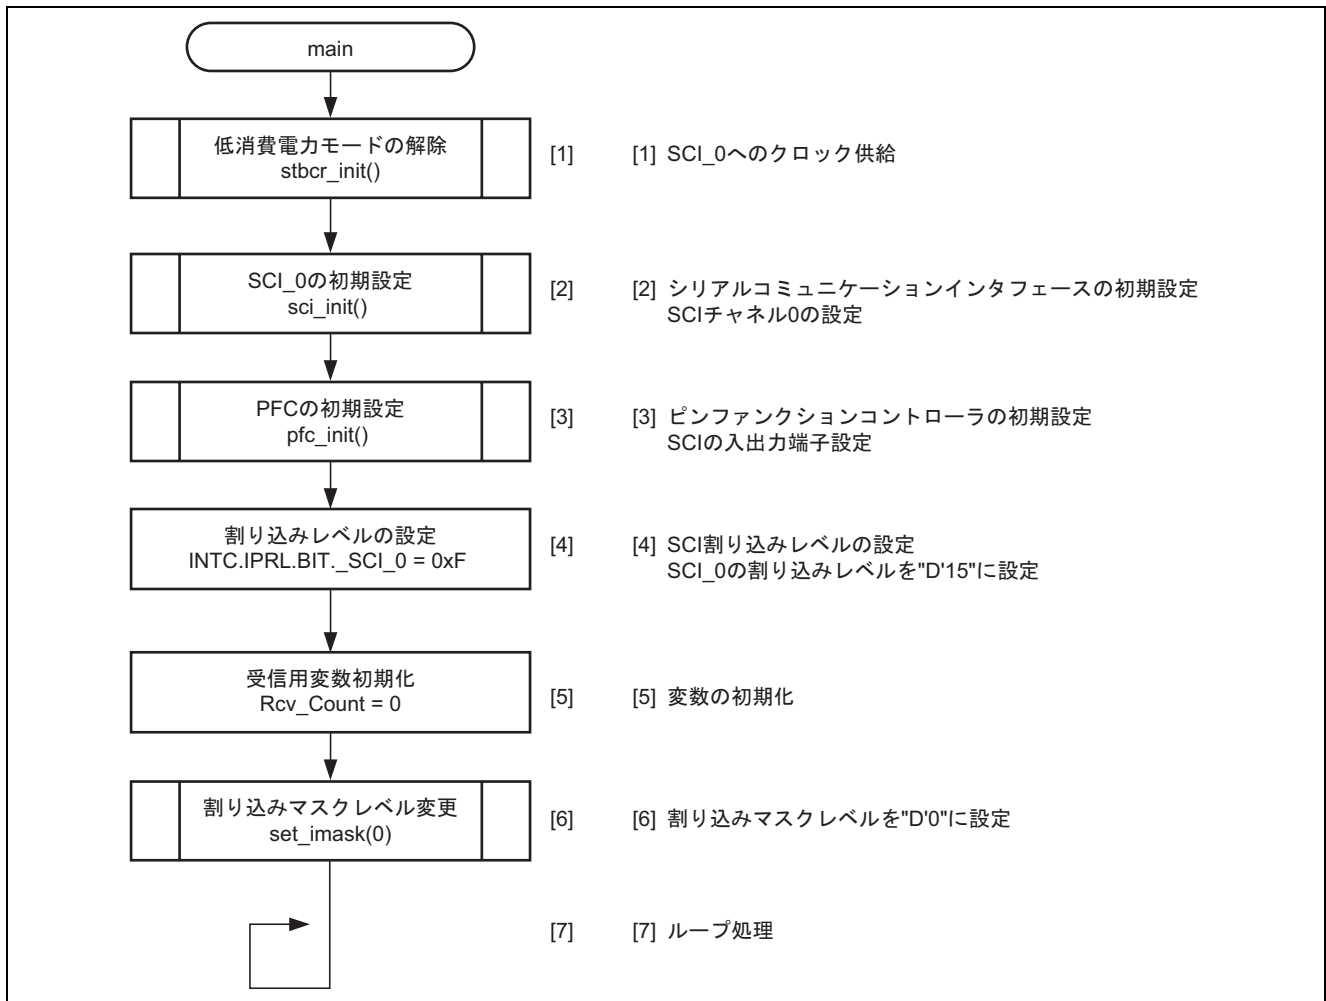 main
低消費電力モードの解除
stbcr_init()
[1]
[1] SCI_0へのクロック供給
SCI_0の初期設定
sci_init()
[2]
[2] シリアルコミュニケーションインタフェースの初期設定
SCIチャネル0の設定
PFCの初期設定
pfc_init()
[3]
[3] ピンファンクションコントローラの初期設定
SCIの入出力端子設定
割り込みレベルの設定
INTC.IPRL.BIT._SCI_0 = 0xF
[4]
[4] SCI割り込みレベルの設定
SCI_0の割り込みレベルを"D'15"に設定
受信用変数初期化
Rcv_Count = 0
[5]
[5] 変数の初期化
割り込みマスクレベル変更
set_imask(0)
[6]
[6] 割り込みマスクレベルを"D'0"に設定
[7]
[7] ループ処理